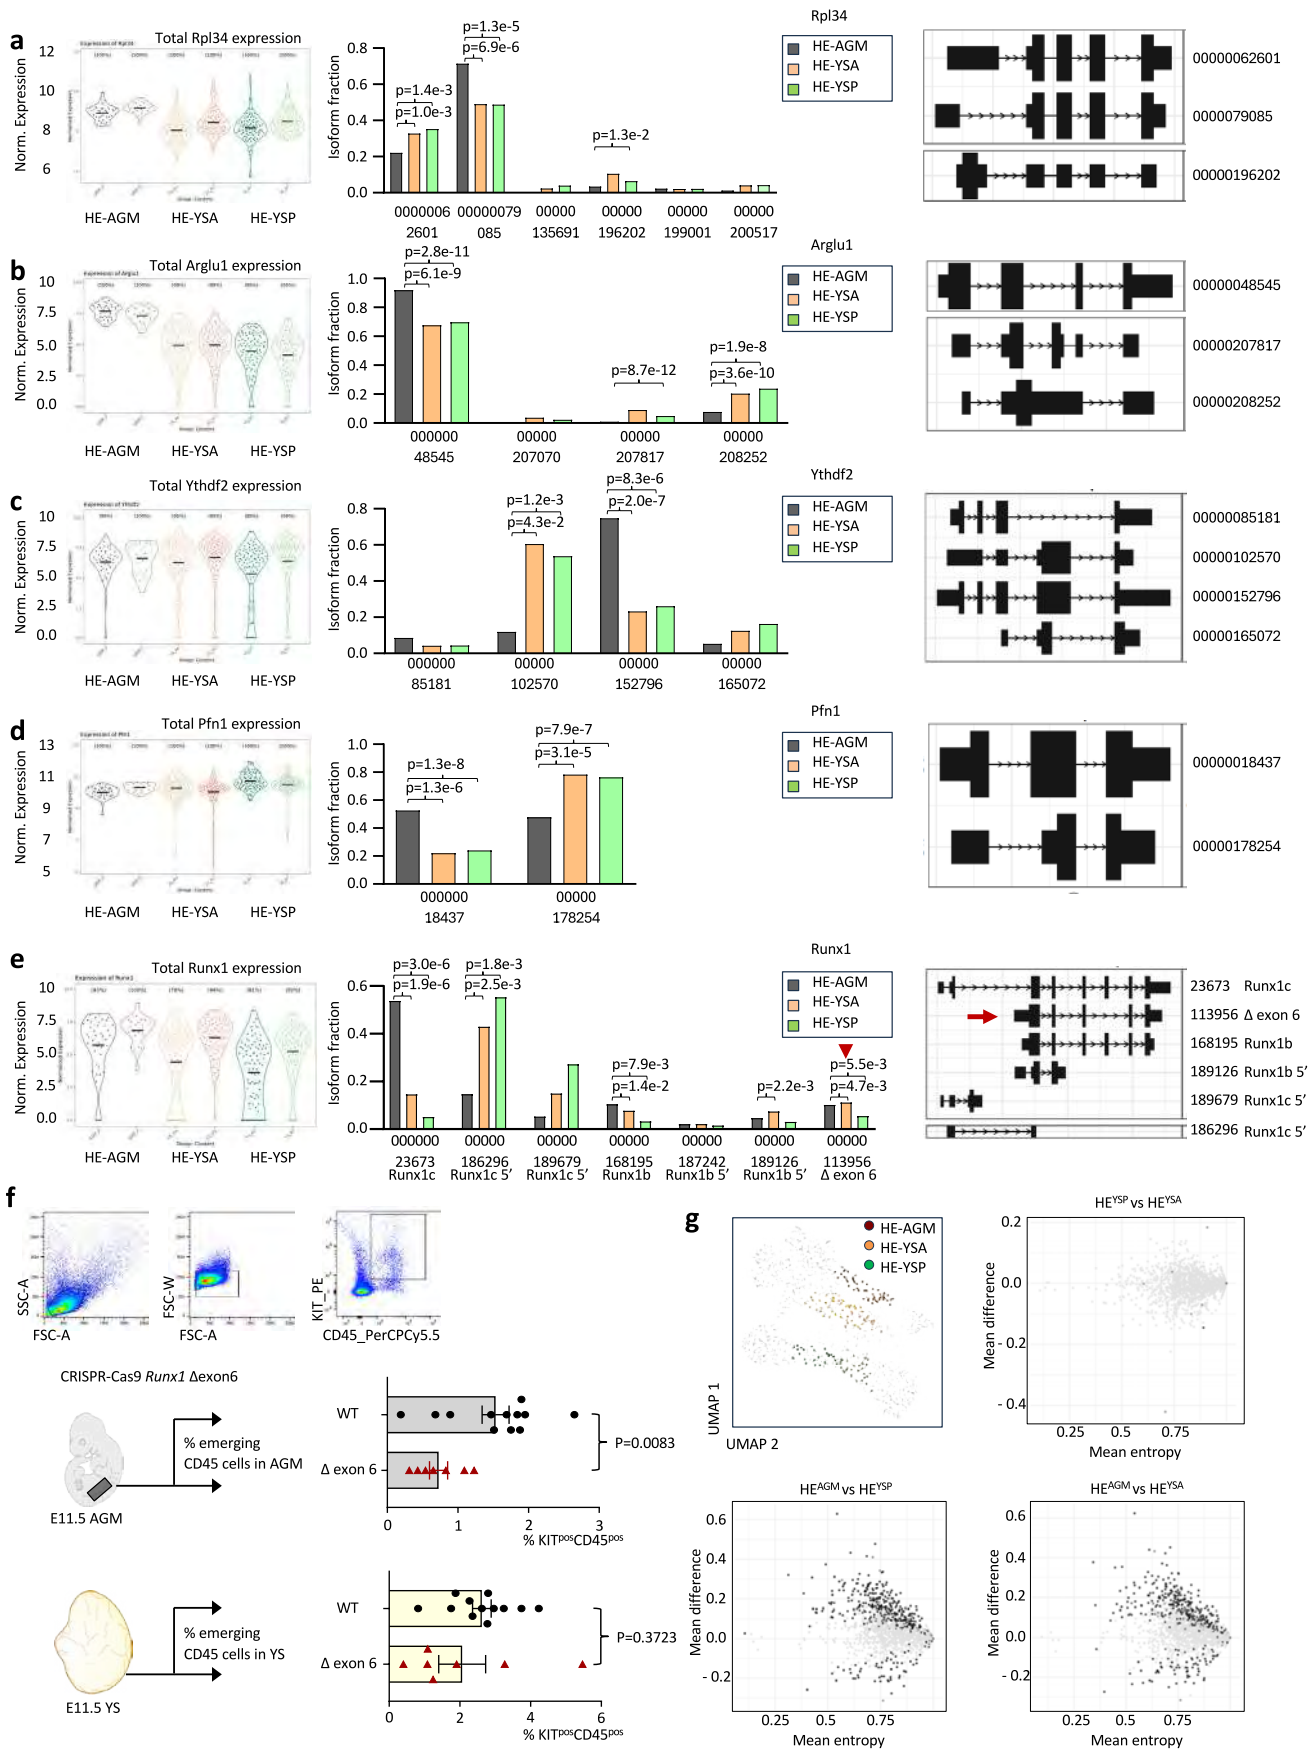 a
Total Rpl34 expression
Expression of Rpl34
Norm. Expression
12
10
8
6
HE-AGM HE-YSA HE-YSP
Isoform fraction
0.8
0.6
0.4
0.2
0.0
p=1.4e-3
p=1.0e-3
p=1.3e-5
p=6.9e-6
p=1.3e-2
0000006 00000079 00000 00000 00000 00000
2601 085 135691 196202 199001 200517
Rpl34
HE-AGM
HE-YSA
HE-YSP
00000062601
0000079085
00000196202
b
Total Arglu1 expression
Expression of Arglu1
Norm. Expression
10
7.5
5.0
2.5
0.0
HE-AGM HE-YSA HE-YSP
Isoform fraction
1.0
0.8
0.6
0.4
0.2
0.0
p=2.8e-11
p=6.1e-9
p=8.7e-12
p=1.9e-8
p=3.6e-10
000000 00000 00000 00000
48545 207070 207817 208252
Arglu1
HE-AGM
HE-YSA
HE-YSP
00000048545
00000207817
00000208252
c
Total Ythdf2 expression
Expression of Ythdf2
Norm. Expression
10
7.5
5.0
2.5
0.0
HE-AGM HE-YSA HE-YSP
Isoform fraction
0.8
0.6
0.4
0.2
0.0
p=1.2e-3
p=4.3e-2
p=8.3e-6
p=2.0e-7
000000 00000 00000 00000
85181 102570 152796 165072
Ythdf2
HE-AGM
HE-YSA
HE-YSP
00000085181
00000102570
00000152796
00000165072
d
Total Pfn1 expression
Expression of Pfn1
Norm. Expression
13
11
9
7
5
HE-AGM HE-YSA HE-YSP
Isoform fraction
1.0
0.8
0.6
0.4
0.2
0.0
p=1.3e-8
p=1.3e-6
p=7.9e-7
p=3.1e-5
000000 00000
18437 178254
Pfn1
HE-AGM
HE-YSA
HE-YSP
00000018437
00000178254
e
Total Runx1 expression
Expression of Runx1
Norm. Expression
10
7.5
5.0
2.5
0.0
HE-AGM HE-YSA HE-YSP
Isoform fraction
0.6
0.4
0.2
0.0
p=3.0e-6
p=1.9e-6
p=1.8e-3
p=2.5e-3
p=7.9e-3
p=1.4e-2
p=2.2e-3
p=5.5e-3
p=4.7e-3
0000000 00000 00000 00000 00000 00000 00000
23673 186296 189679 168195 187242 189126 113956
Runx1c Runx1c 5’ Runx1c 5’ Runx1b Runx1b 5’ Runx1b 5’ Δ exon 6
Runx1
HE-AGM
HE-YSA
HE-YSP
23673 Runx1c
113956 Δ exon 6
168195 Runx1b
189126 Runx1b 5’
189679 Runx1c 5’
186296 Runx1c 5’
f
SSC-A
FSC-A
FSC-W
FSC-A
KIT_PE
CD45_PerCPCy5.5
CRISPR-Cas9 Runx1 Δexon6
% emerging
CD45 cells in AGM
E11.5 AGM
WT
Δ exon 6
P=0.0083
0 1 2 3
% KITposCD45pos
% emerging
CD45 cells in YS
E11.5 YS
WT
Δ exon 6
P=0.3723
0 2 4 6
% KITposCD45pos
g
HE-AGM
HE-YSA
HE-YSP
UMAP 1
UMAP 2
HEYSP vs HEYSA
Mean difference
0.2
0.0
- 0.2
- 0.4
0.25 0.5 0.75
Mean entropy
HEAGM vs HEYSP
Mean difference
0.6
0.4
0.2
0.0
- 0.2
0.25 0.5 0.75
Mean entropy
HEAGM vs HEYSA
Mean difference
0.6
0.4
0.2
0.0
- 0.2
0.25 0.5 0.75
Mean entropy